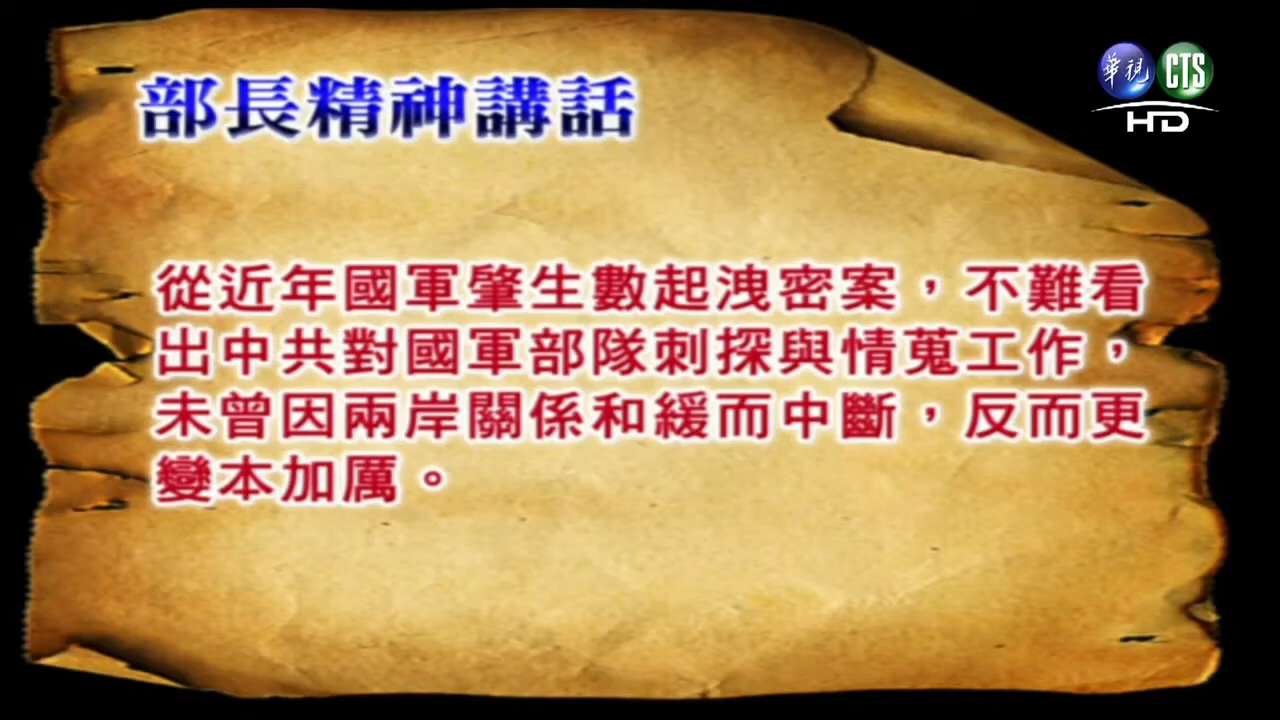 華視 CTS
HD
部長精神講話
從近年國軍肇生數起洩密案，不難看
出中共對國軍部隊刺探與情蒐工作，
未曾因兩岸關係和緩而中斷，反而更
變本加厲。